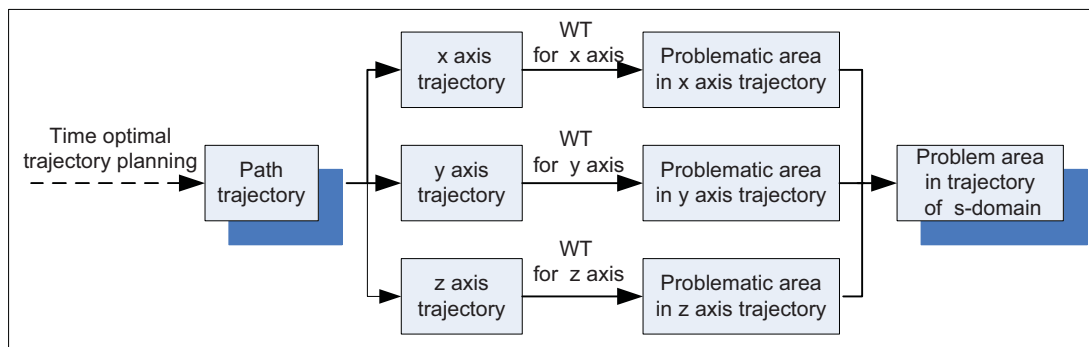 Time optimal
trajectory planning
Path
trajectory
x axis
trajectory
WT
for x axis
Problematic area
in x axis trajectory
y axis
trajectory
WT
for y axis
Problematic area
in y axis trajectory
z axis
trajectory
WT
for z axis
Problematic area
in z axis trajectory
Problem area
in trajectory
of s-domain